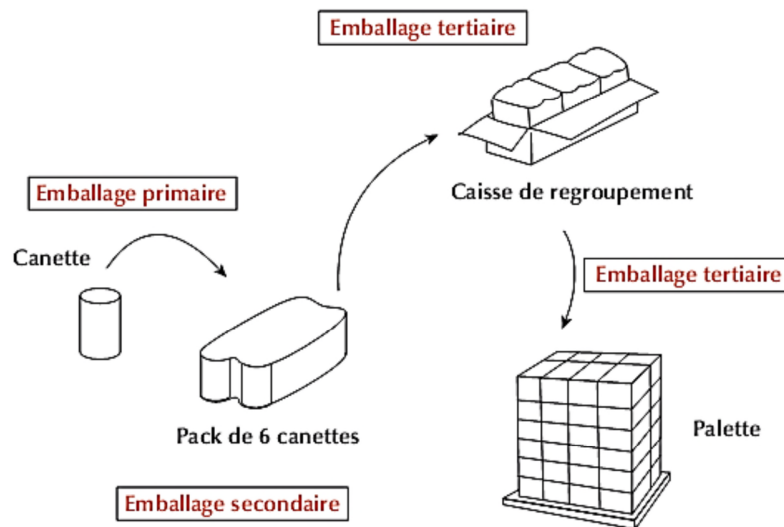 Emballage tertiaire
Caisse de regroupement
Emballage primaire
Canette
Emballage tertiaire
Pack de 6 canettes
Palette
Emballage secondaire